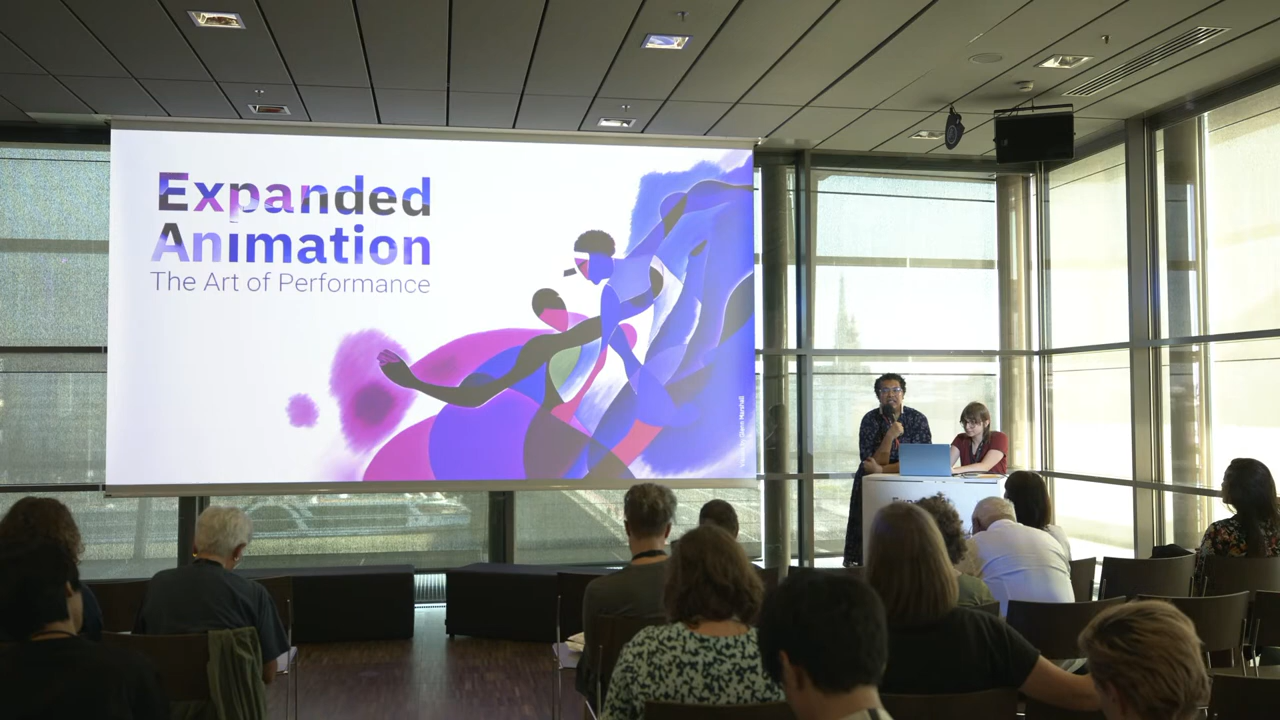 Expanded
Animation
The Art of Performance